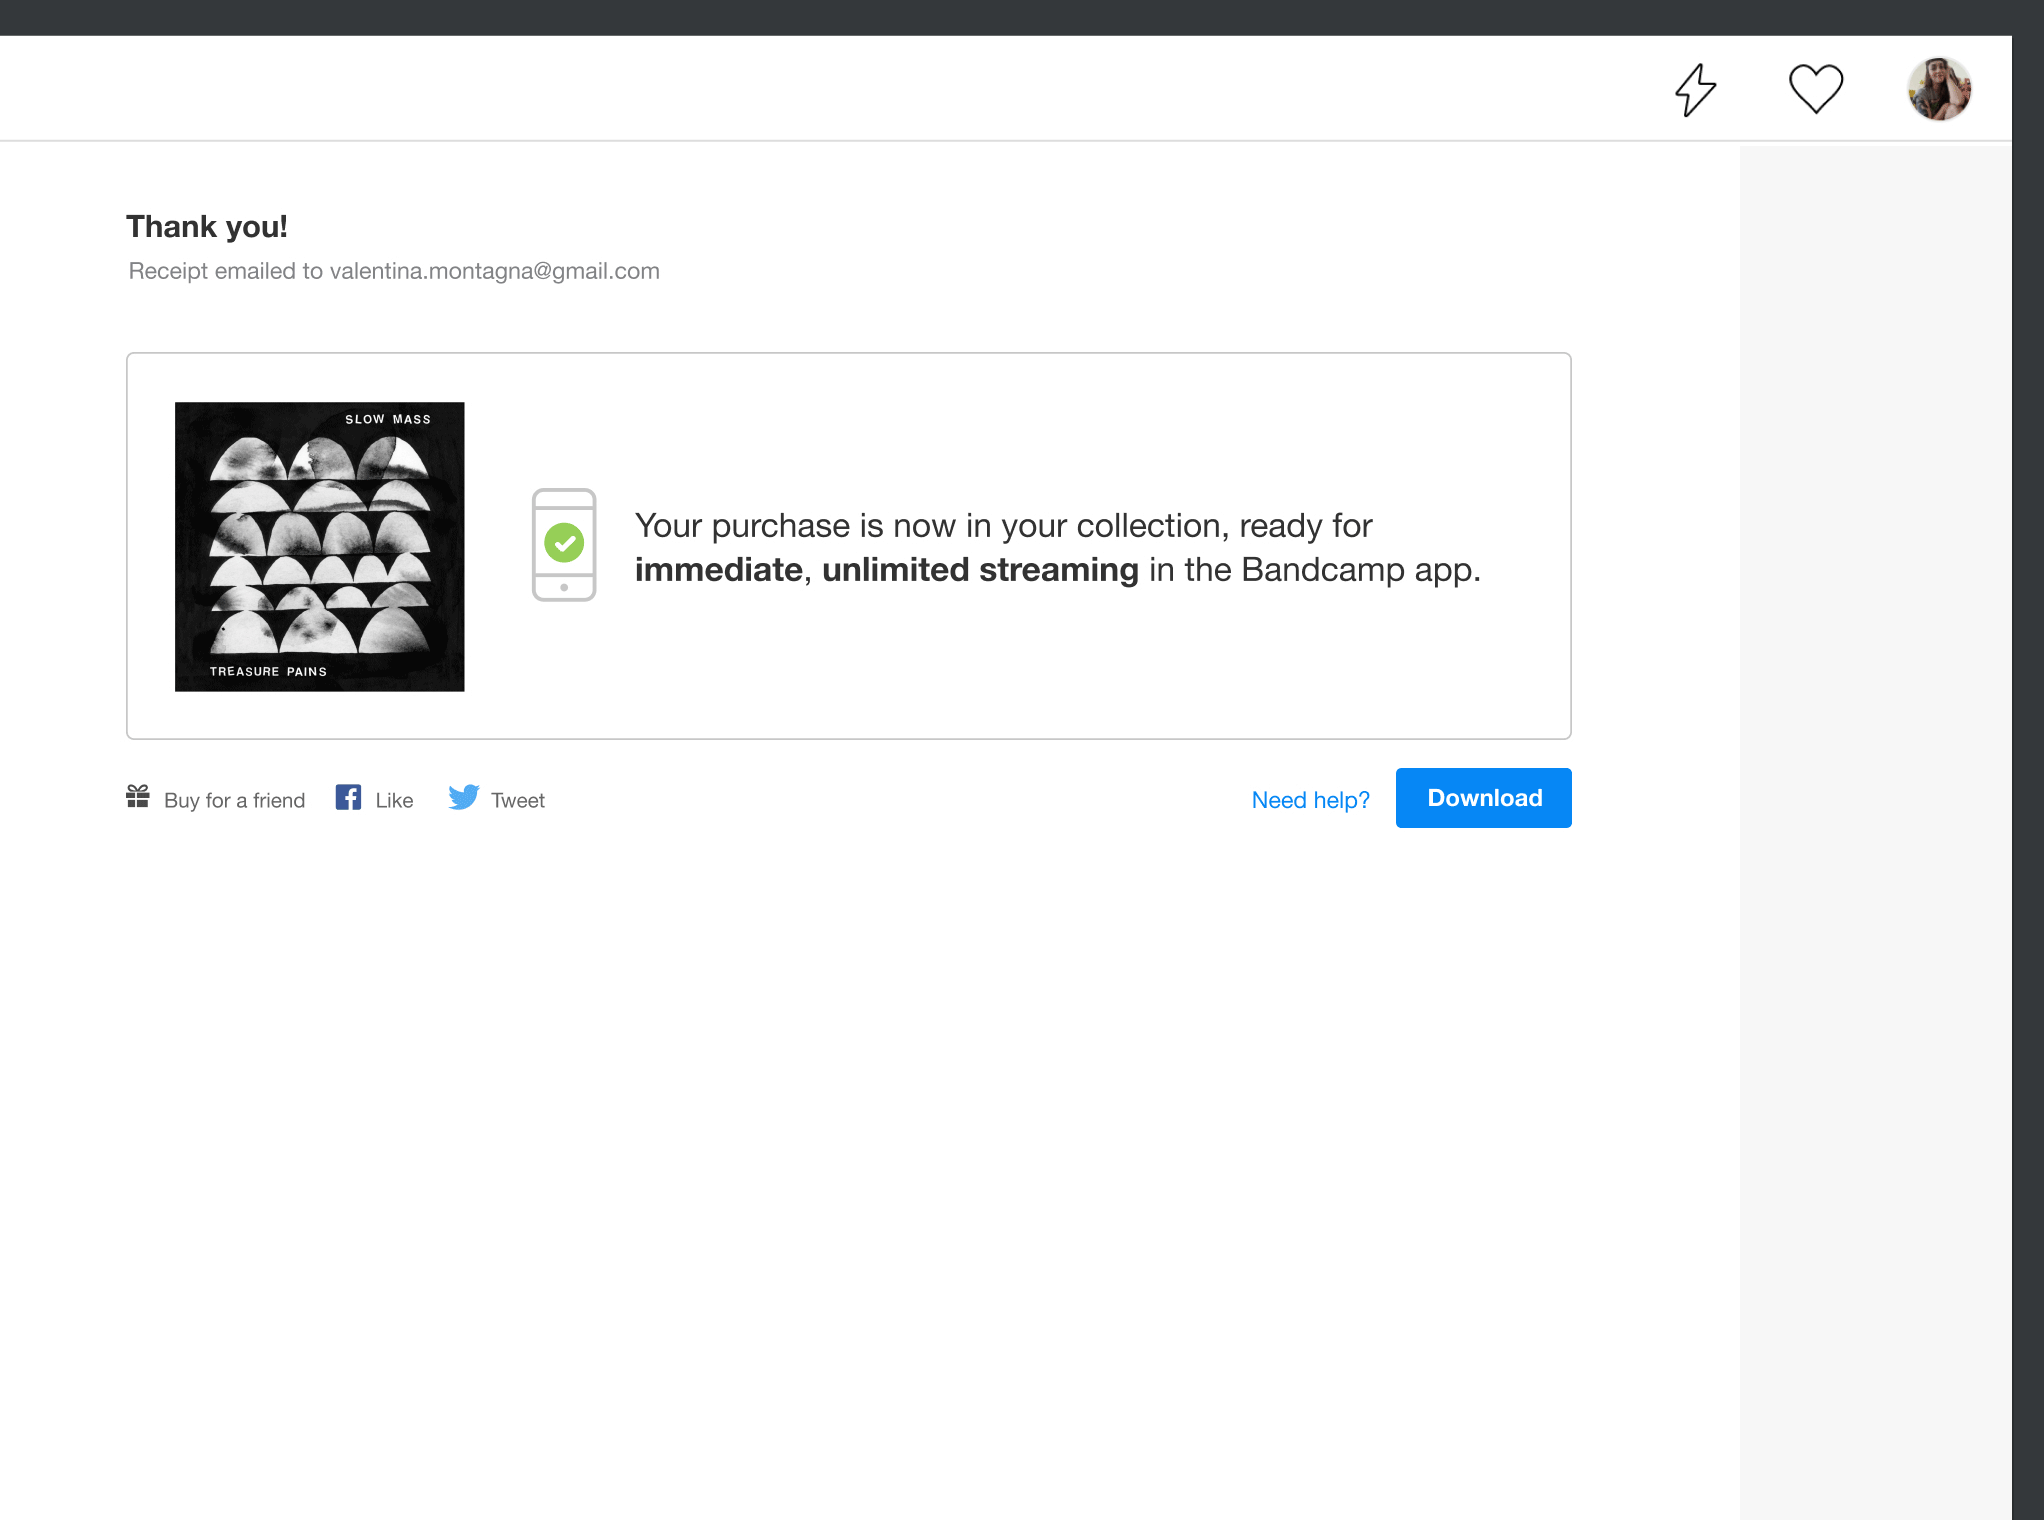 Thank you!
Receipt emailed to valentina.montagna@gmail.com
SLOW MASS
TREASURE PAINS
Your purchase is now in your collection, ready for
immediate, unlimited streaming in the Bandcamp app.
Buy for a friend Like Tweet Need help? Download